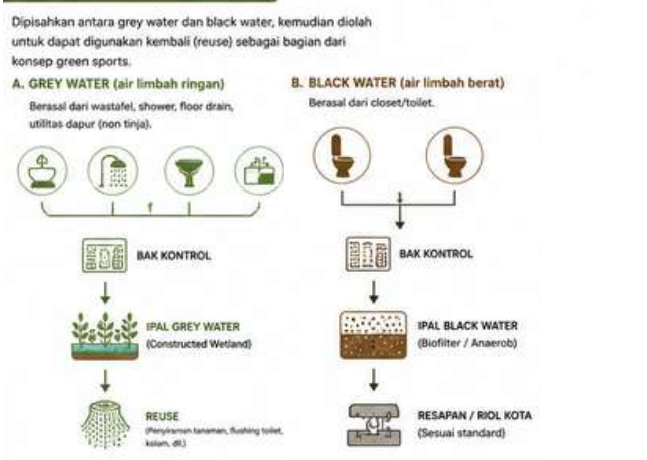 Dipisahkan antara grey water dan black water, kemudian diolah
untuk dapat digunakan kembali (reuse) sebagai bagian dari
konsep green sports.
A. GREY WATER (air limbah ringan)
Berasal dari wastafel, shower, floor drain,
utilitas dapur (non tinja).
B. BLACK WATER (air limbah berat)
Berasal dari closet/toilet.
BAK KONTROL
IPAL GREY WATER
(Constructed Wetland)
REUSE
(Penyiraman tanaman, flushing toilet,
kolam, dll.)
BAK KONTROL
IPAL BLACK WATER
(Biofilter / Anaerob)
RESAPAN / RIOL KOTA
(Sesuai standard)